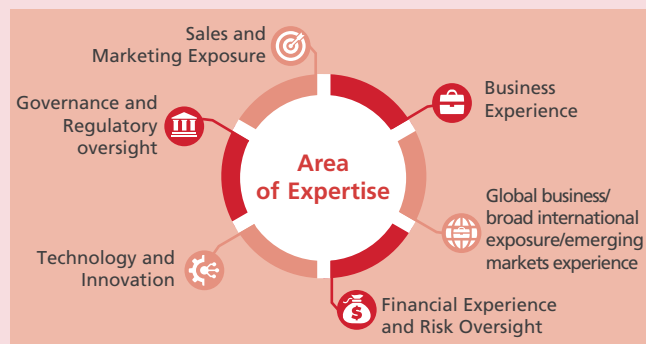 Sales and
Marketing Exposure
Governance and
Regulatory
oversight
Technology and
Innovation
Area
of Expertise
Business
Experience
Global business/
broad international
exposure/emerging
markets experience
$
Financial Experience
and Risk Oversight